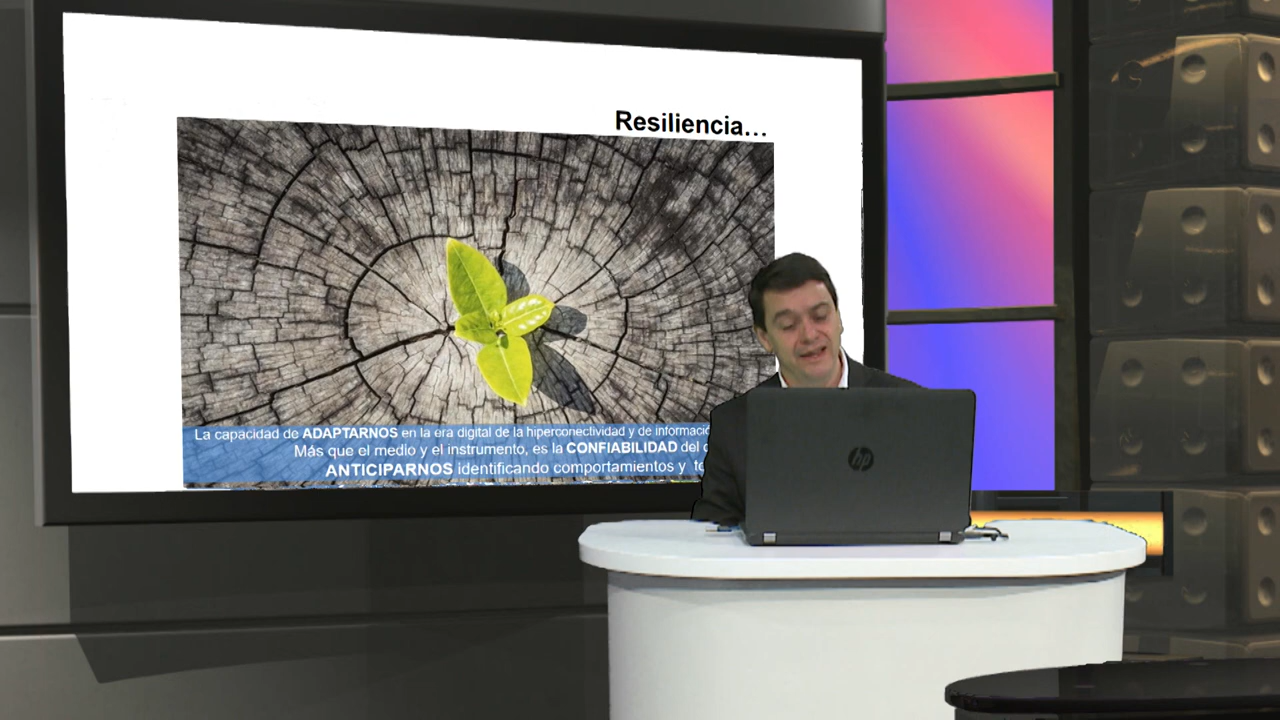 Resiliencia...
La capacidad de ADAPTARNOS en la era digital de la hiperconectividad y de
Más que el medio y el instrumento, es la CONFIABILIDAD del
ANTICIPARNOS identificando comportamientos y
hp